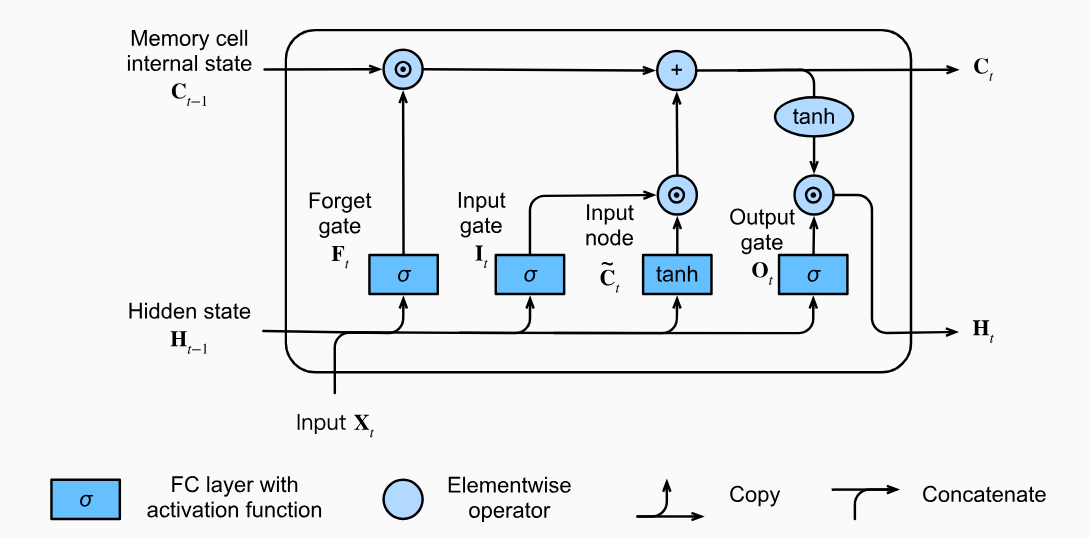 Memory cell
internal state
C_{t−1}
⊙
+
C_t
tanh
Forget
gate
F_t
Input
gate
I_t
⊙
Input
node
C̃_t
⊙
Output
gate
O_t
σ
σ
tanh
σ
Hidden state
H_{t−1}
H_t
Input X_t
σ
FC layer with
activation function
Elementwise
operator
Copy
Concatenate